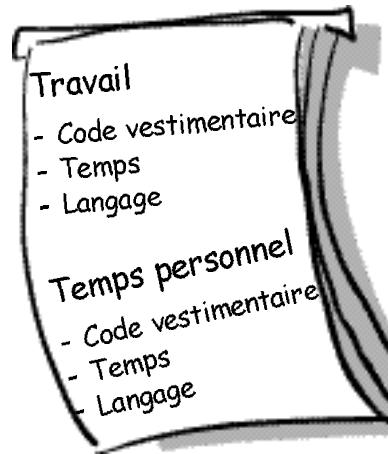 Travail
- Code vestimentaire
- Temps
- Langage
Temps personnel
- Code vestimentaire
- Temps
- Langage